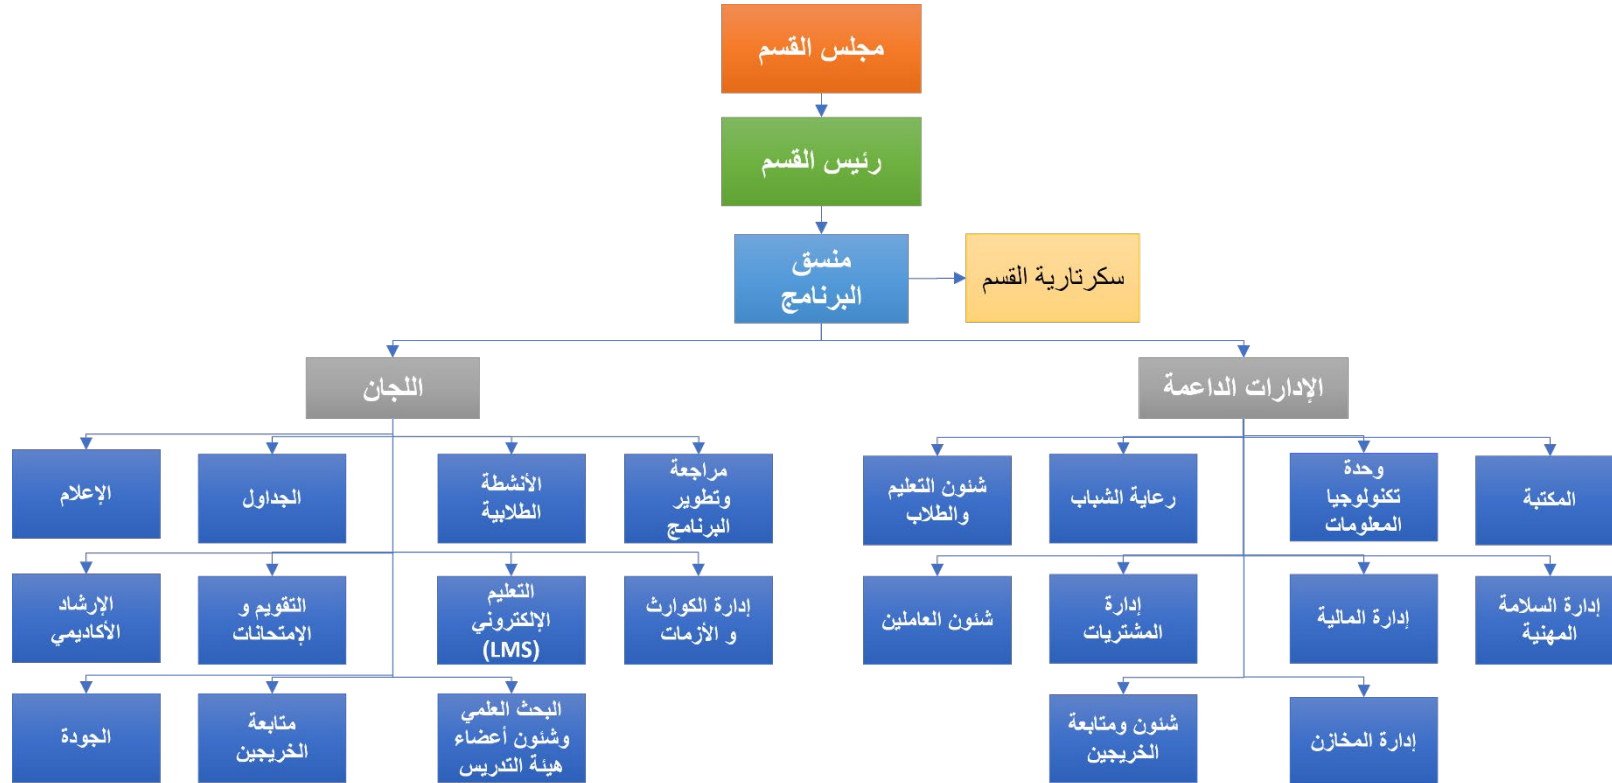 مجلس القسم
رئيس القسم
منسق
البرنامج
سكرتارية القسم
الإدارات الداعمة
اللجان
المكتبة
وحدة
تكنولوجيا
المعلومات
رعاية الشباب
شئون التعليم
والطلاب
إدارة السلامة
المهنية
إدارة المالية
إدارة
المشتريات
شئون العاملين
إدارة المخازن
شئون ومتابعة
الخريجين
مراجعة
وتطوير
البرنامج
الأنشطة
الطلابية
الجداول
الإعلام
إدارة الكوارث
و الأزمات
التعليم
الإلكتروني
(LMS)
التقويم و
الإمتحانات
الإرشاد
الأكاديمي
البحث العلمي
وشئون أعضاء
هيئة التدريس
متابعة
الخريجين
الجودة